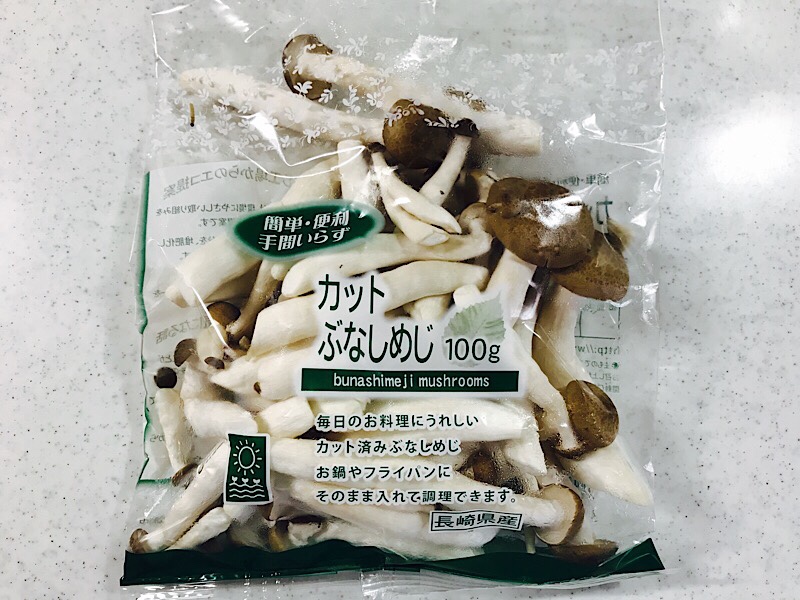 簡単・便利
手間いらず
カット
ぶなしめじ 100g
bunashimeji mushrooms
毎日のお料理にうれしい
カット済みぶなしめじ
お鍋やフライパンに
そのまま入れて調理できます。
長崎県産